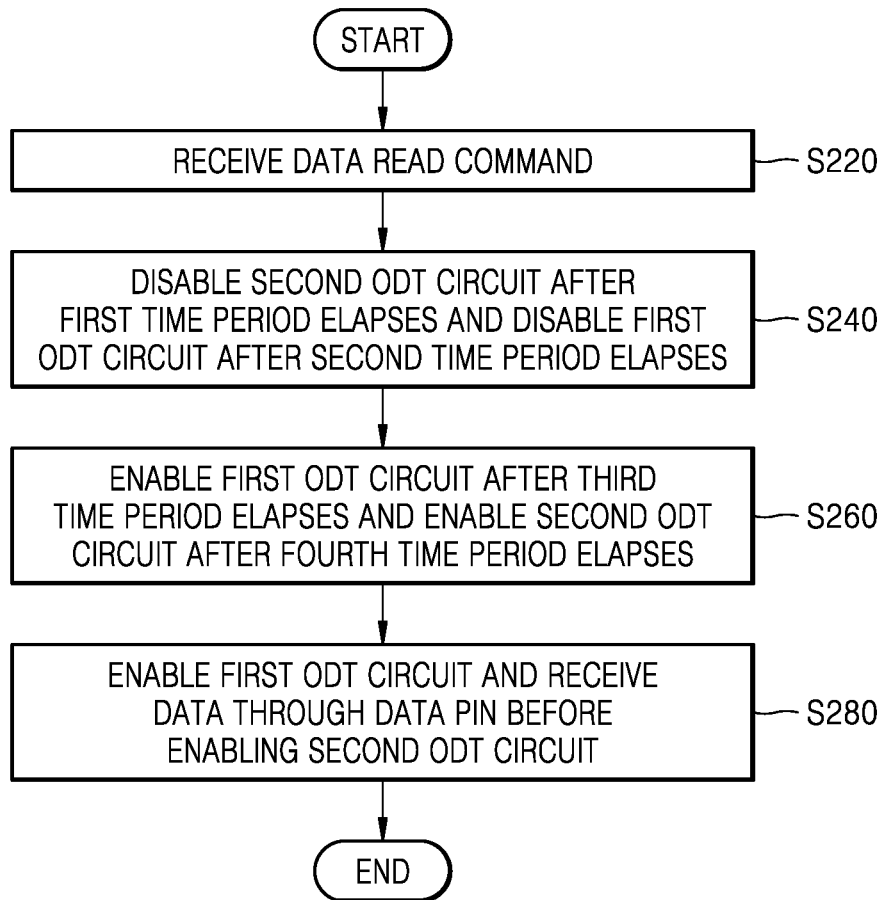 START
RECEIVE DATA READ COMMAND
S220
DISABLE SECOND ODT CIRCUIT AFTER
FIRST TIME PERIOD ELAPSES AND DISABLE FIRST
ODT CIRCUIT AFTER SECOND TIME PERIOD ELAPSES
S240
ENABLE FIRST ODT CIRCUIT AFTER THIRD
TIME PERIOD ELAPSES AND ENABLE SECOND ODT
CIRCUIT AFTER FOURTH TIME PERIOD ELAPSES
S260
ENABLE FIRST ODT CIRCUIT AND RECEIVE
DATA THROUGH DATA PIN BEFORE
ENABLING SECOND ODT CIRCUIT
S280
END